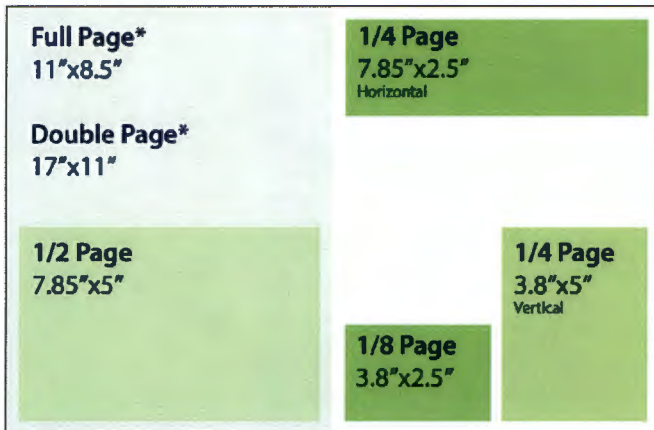 Full Page*
11"x8.5"
Double Page*
17"x11"
1/2 Page
7.85"x5"
1/4 Page
7.85"x2.5"
Horizontal
1/8 Page
3.8"x2.5"
1/4 Page
3.8"x5"
Vertical